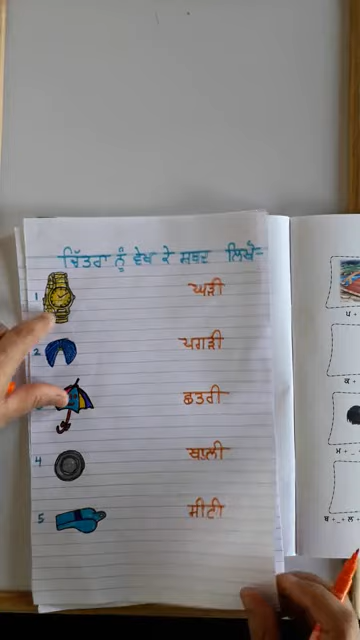 ਚਿੱਤਰਾਂ ਨੂੰ ਵੇਖ ਕੇ ਸ਼ਬਦ ਲਿਖੋ-
1 ਘੜੀ
2 ਪਗੜੀ
ਛਤਰੀ
4 ਥਾਲੀ
5 ਸੀਟੀ